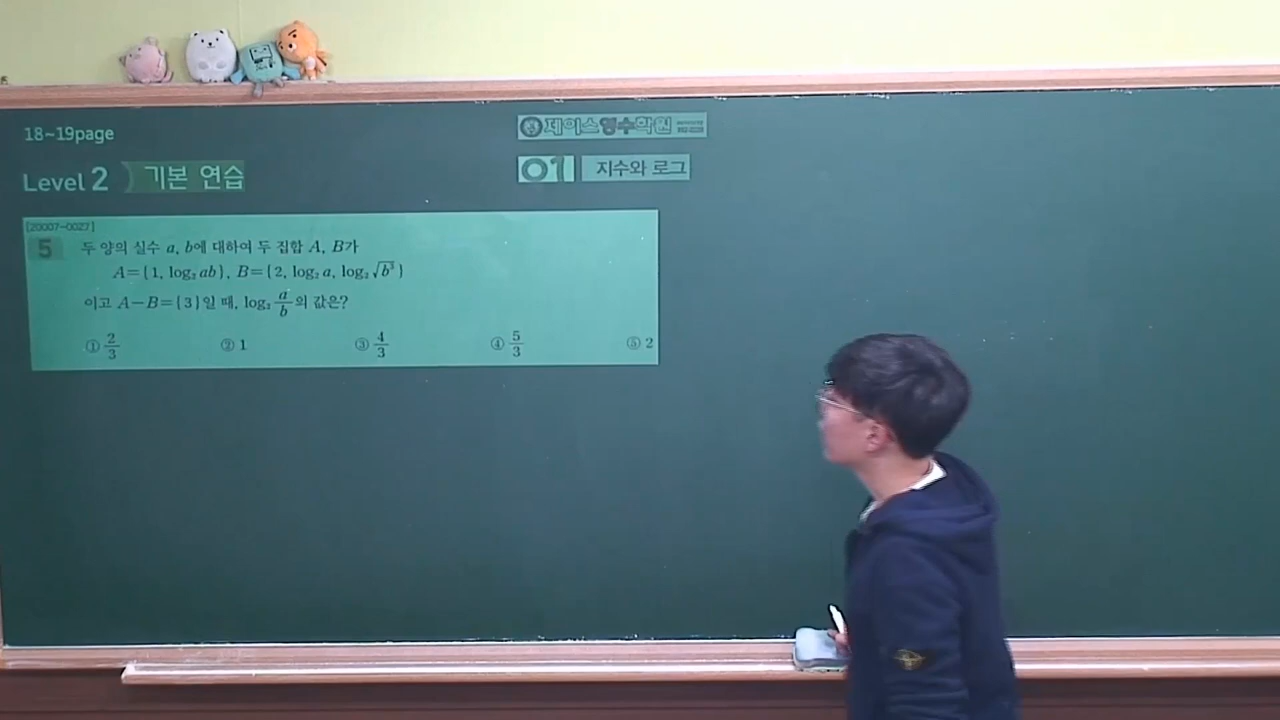 18~19page
제이스영수학원
Level 2 기본 연습
01 지수와 로그
[20007-0027]
5 두 양의 실수 a, b에 대하여 두 집합 A, B가
A={1, log₂ab}, B={2, log₂a, log₂√b³}
이고 A−B={3}일 때, log₂ a/b 의 값은?
① 2/3 ② 1 ③ 4/3 ④ 5/3 ⑤ 2